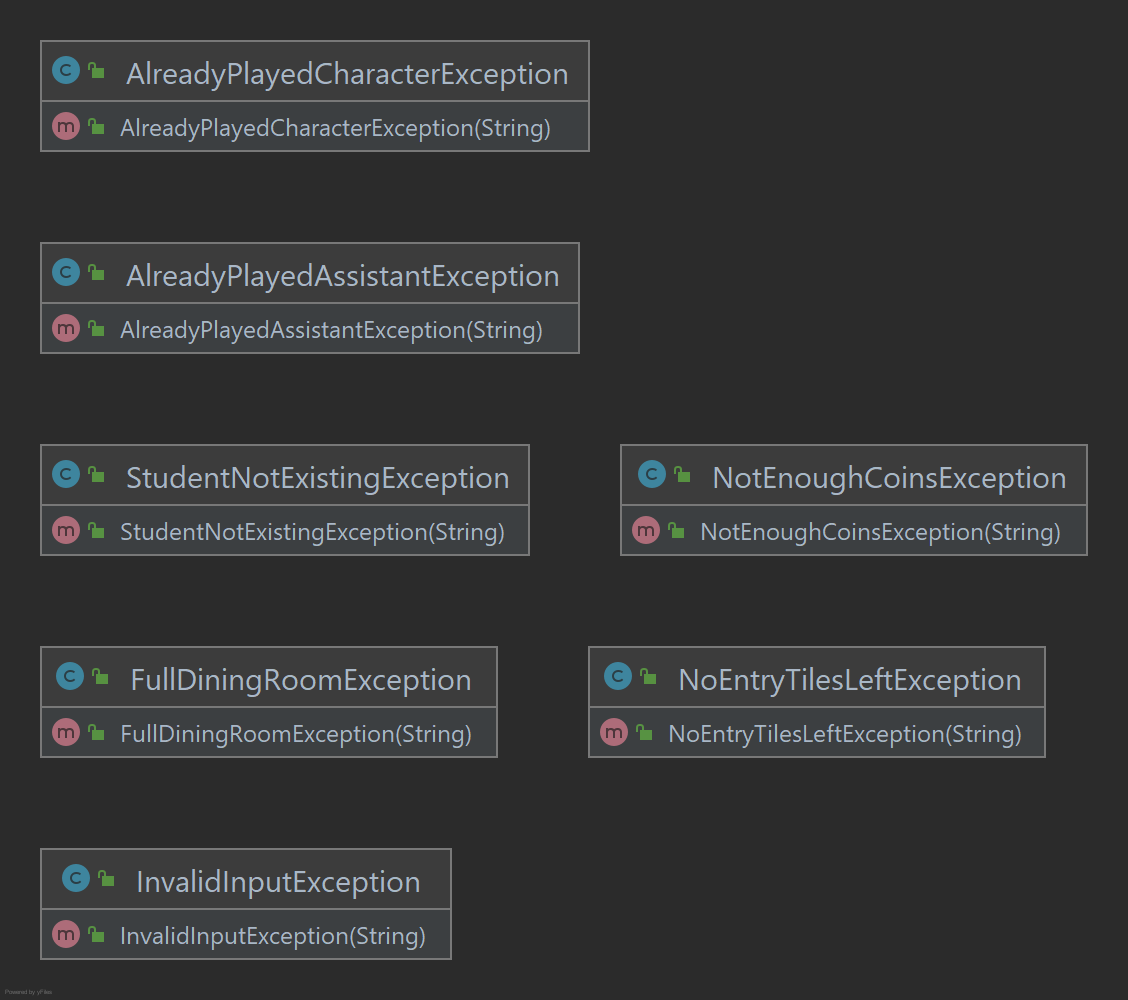 AlreadyPlayedCharacterException
AlreadyPlayedCharacterException(String)
AlreadyPlayedAssistantException
AlreadyPlayedAssistantException(String)
StudentNotExistingException
StudentNotExistingException(String)
NotEnoughCoinsException
NotEnoughCoinsException(String)
FullDiningRoomException
FullDiningRoomException(String)
NoEntryTilesLeftException
NoEntryTilesLeftException(String)
InvalidInputException
InvalidInputException(String)
Powered by yFiles